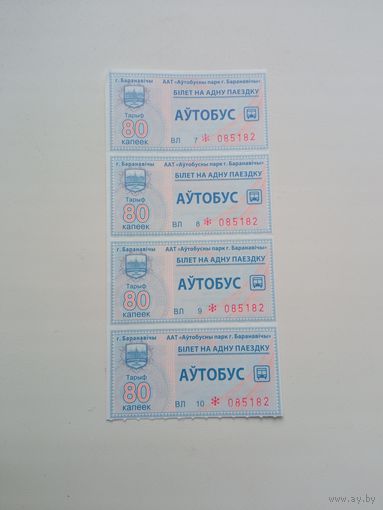 г. Баранавічы ААТ «Аўтобусны парк г. Баранавічы»
БІЛЕТ НА АДНУ ПАЕЗДКУ
АЎТОБУС
Тарыф
80
капеек
ВЛ 7 * 085182
г. Баранавічы ААТ «Аўтобусны парк г. Баранавічы»
БІЛЕТ НА АДНУ ПАЕЗДКУ
АЎТОБУС
Тарыф
80
капеек
ВЛ 8 * 085182
г. Баранавічы ААТ «Аўтобусны парк г. Баранавічы»
БІЛЕТ НА АДНУ ПАЕЗДКУ
АЎТОБУС
Тарыф
80
капеек
ВЛ 9 * 085182
г. Баранавічы ААТ «Аўтобусны парк г. Баранавічы»
БІЛЕТ НА АДНУ ПАЕЗДКУ
АЎТОБУС
Тарыф
80
капеек
ВЛ 10 * 085182
ay.by